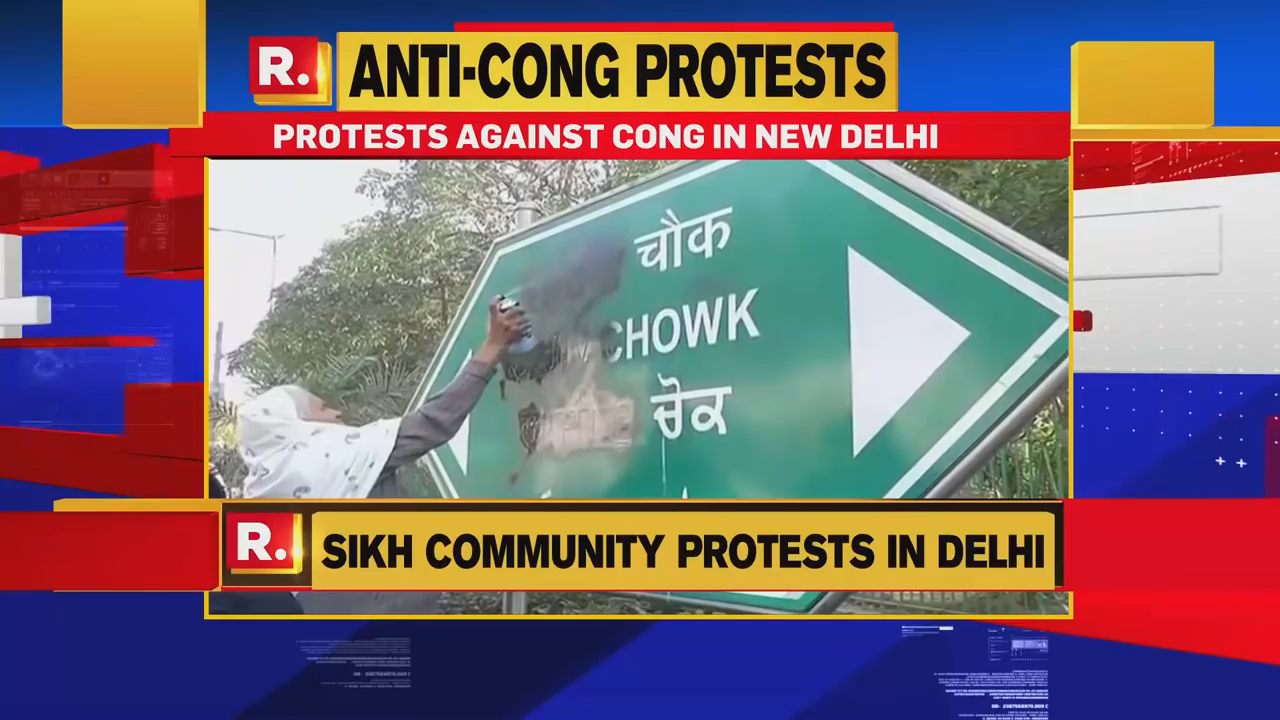 R.
ANTI-CONG PROTESTS
PROTESTS AGAINST CONG IN NEW DELHI
चौक
CHOWK
ਚੋਕ
R.
SIKH COMMUNITY PROTESTS IN DELHI